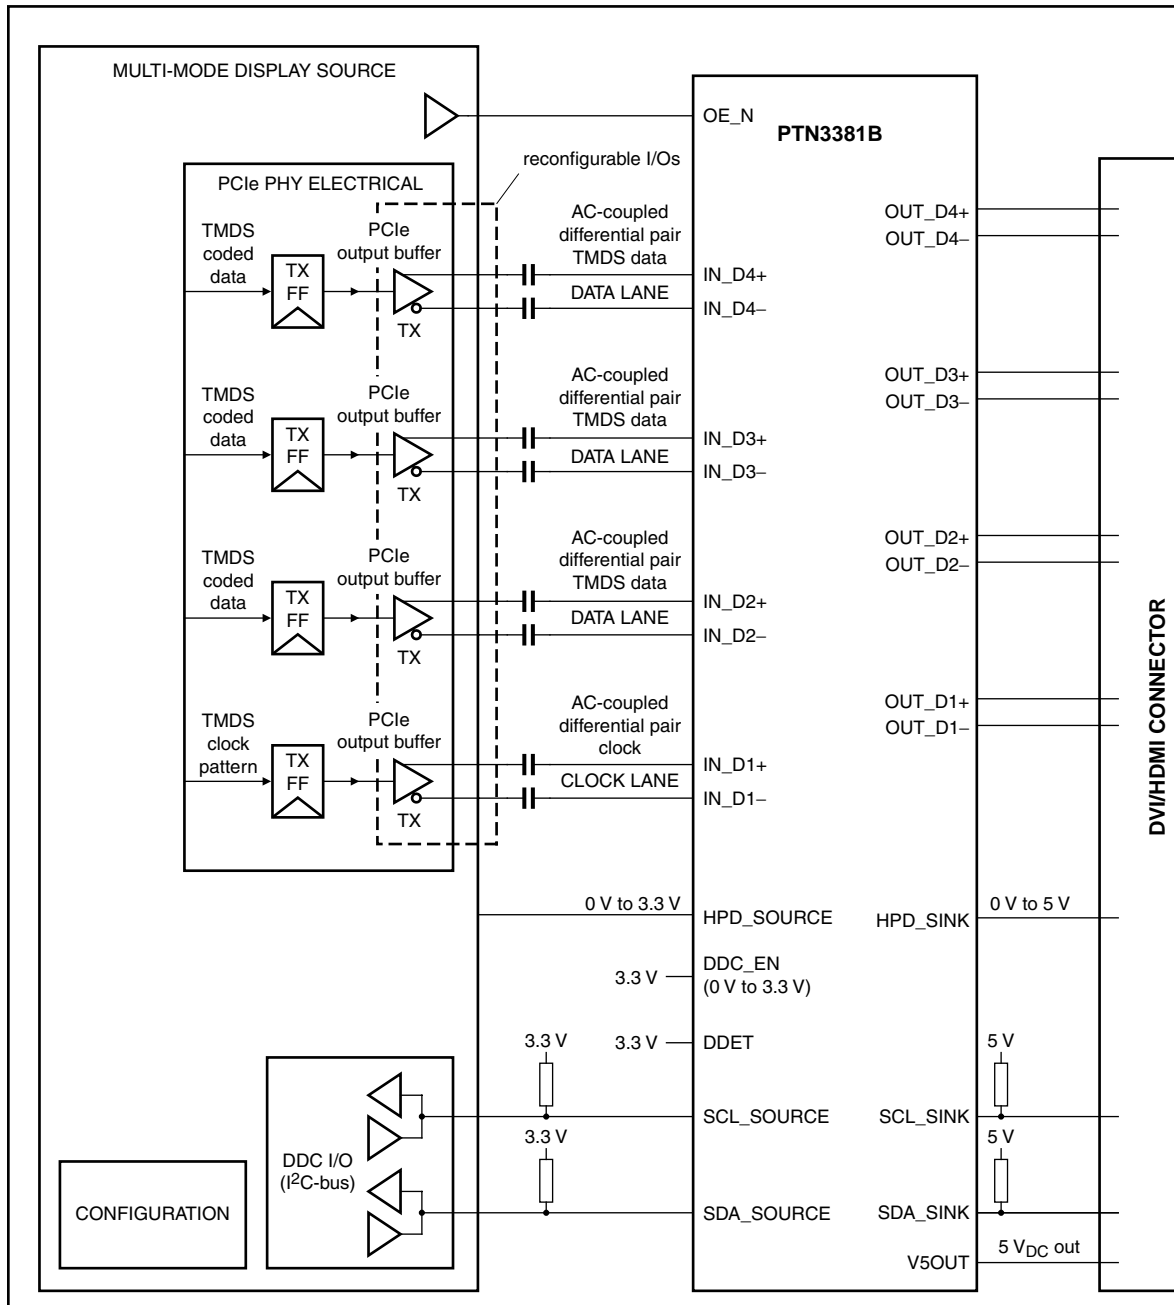 MULTI-MODE DISPLAY SOURCE
OE_N
PTN3381B
reconfigurable I/Os
PCIe PHY ELECTRICAL
TMDS
coded
data
TX
FF
PCIe
output buffer
TX
AC-coupled
differential pair
TMDS data
DATA LANE
IN_D4+
IN_D4−
OUT_D4+
OUT_D4−
TMDS
coded
data
TX
FF
PCIe
output buffer
TX
AC-coupled
differential pair
TMDS data
DATA LANE
IN_D3+
IN_D3−
OUT_D3+
OUT_D3−
TMDS
coded
data
TX
FF
PCIe
output buffer
TX
AC-coupled
differential pair
TMDS data
DATA LANE
IN_D2+
IN_D2−
OUT_D2+
OUT_D2−
TMDS
clock
pattern
TX
FF
PCIe
output buffer
TX
AC-coupled
differential pair
clock
CLOCK LANE
IN_D1+
IN_D1−
OUT_D1+
OUT_D1−
DVI/HDMI CONNECTOR
0 V to 3.3 V
HPD_SOURCE
HPD_SINK
0 V to 5 V
3.3 V
DDC_EN
(0 V to 3.3 V)
3.3 V
DDET
3.3 V
5 V
SCL_SOURCE
SCL_SINK
3.3 V
5 V
DDC I/O
(I²C-bus)
CONFIGURATION
SDA_SOURCE
SDA_SINK
V5OUT
5 VDC out